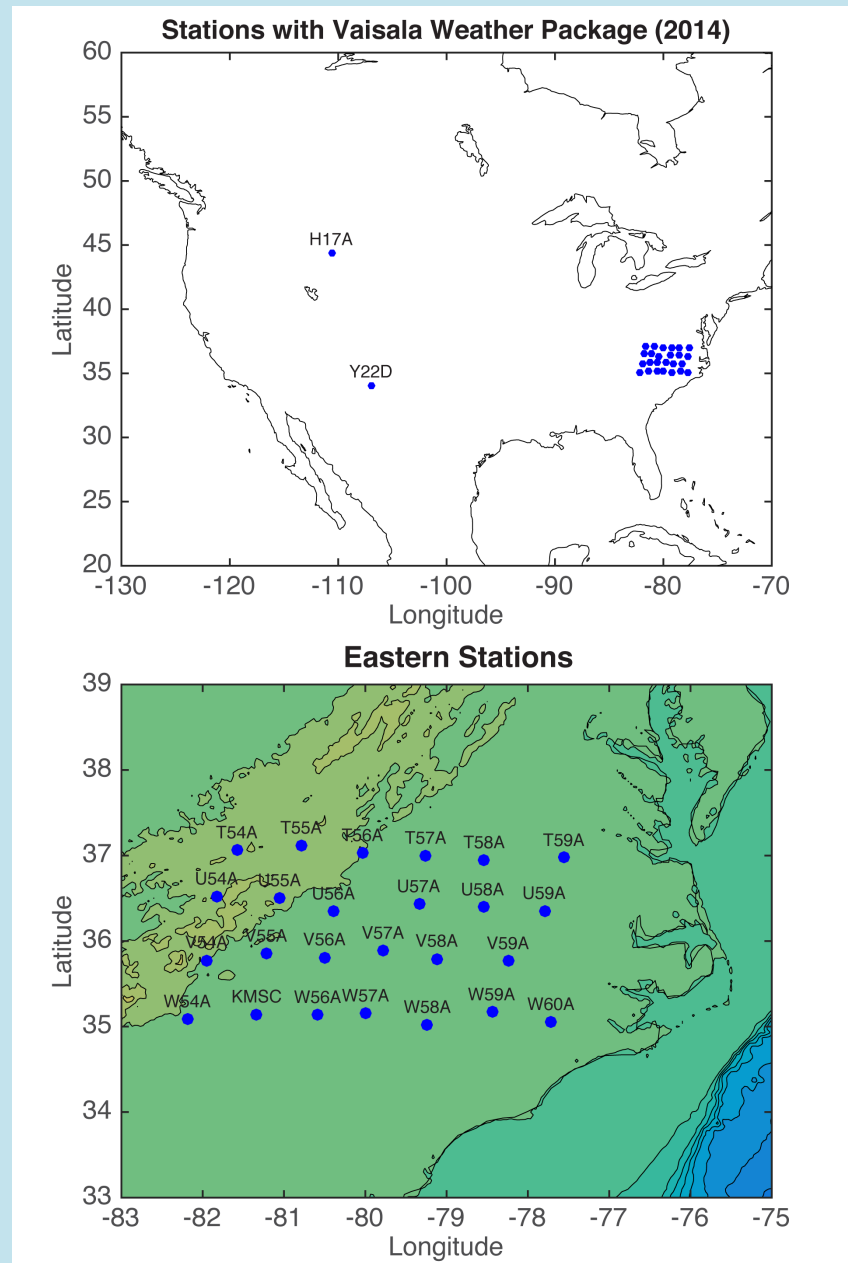 Stations with Vaisala Weather Package (2014)
60
55
50
45
40
35
30
25
20
Latitude
H17A
Y22D
-130 -120 -110 -100 -90 -80 -70
Longitude
Eastern Stations
39
38
37
36
35
34
33
Latitude
T54A T55A T56A T57A T58A T59A
U54A U55A U56A U57A U58A U59A
V54A V55A V56A V57A V58A V59A
W54A KMSC W56A W57A W58A W59A W60A
-83 -82 -81 -80 -79 -78 -77 -76 -75
Longitude